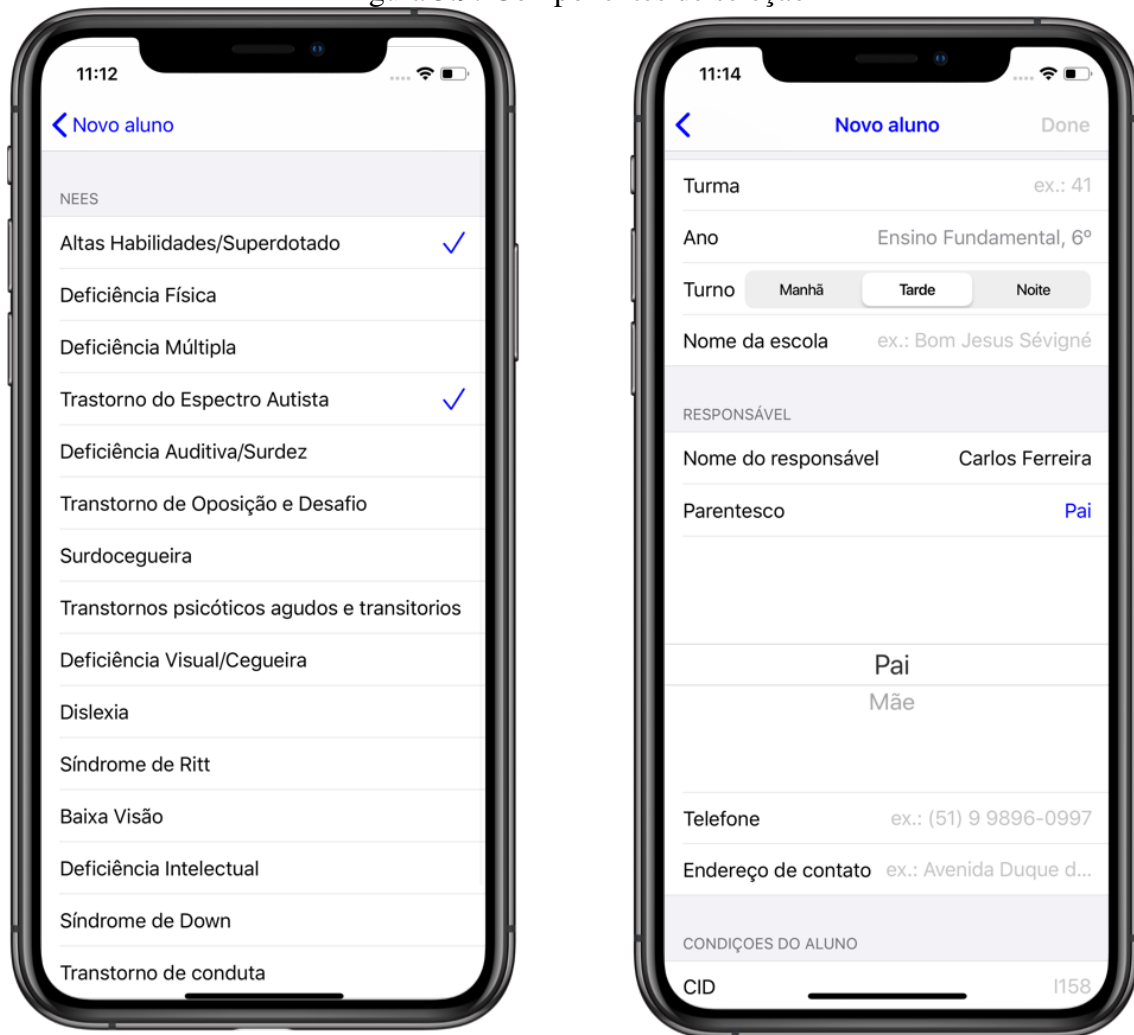 11:12
Novo aluno
NEES
Altas Habilidades/Superdotado
Deficiência Física
Deficiência Múltipla
Trastorno do Espectro Autista
Deficiência Auditiva/Surdez
Transtorno de Oposição e Desafio
Surdocegueira
Transtornos psicóticos agudos e transitorios
Deficiência Visual/Cegueira
Dislexia
Síndrome de Ritt
Baixa Visão
Deficiência Intelectual
Síndrome de Down
Transtorno de conduta
11:14
Novo aluno Done
Turma ex.: 41
Ano Ensino Fundamental, 6º
Turno Manhã Tarde Noite
Nome da escola ex.: Bom Jesus Sévigné
RESPONSÁVEL
Nome do responsável Carlos Ferreira
Parentesco Pai
Pai
Mãe
Telefone ex.: (51) 9 9896-0997
Endereço de contato ex.: Avenida Duque d...
CONDIÇOES DO ALUNO
CID I158